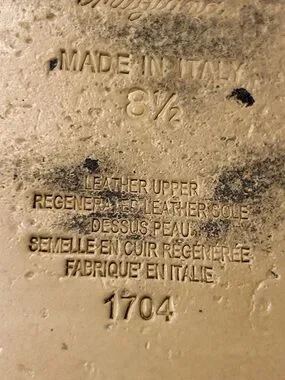 MADE IN ITALY
8½
LEATHER UPPER
REGENERATED LEATHER SOLE
DESSUS PEAU
SEMELLE EN CUIR RÉGÉNÉRÉE
FABRIQUE' EN ITALIE
1704